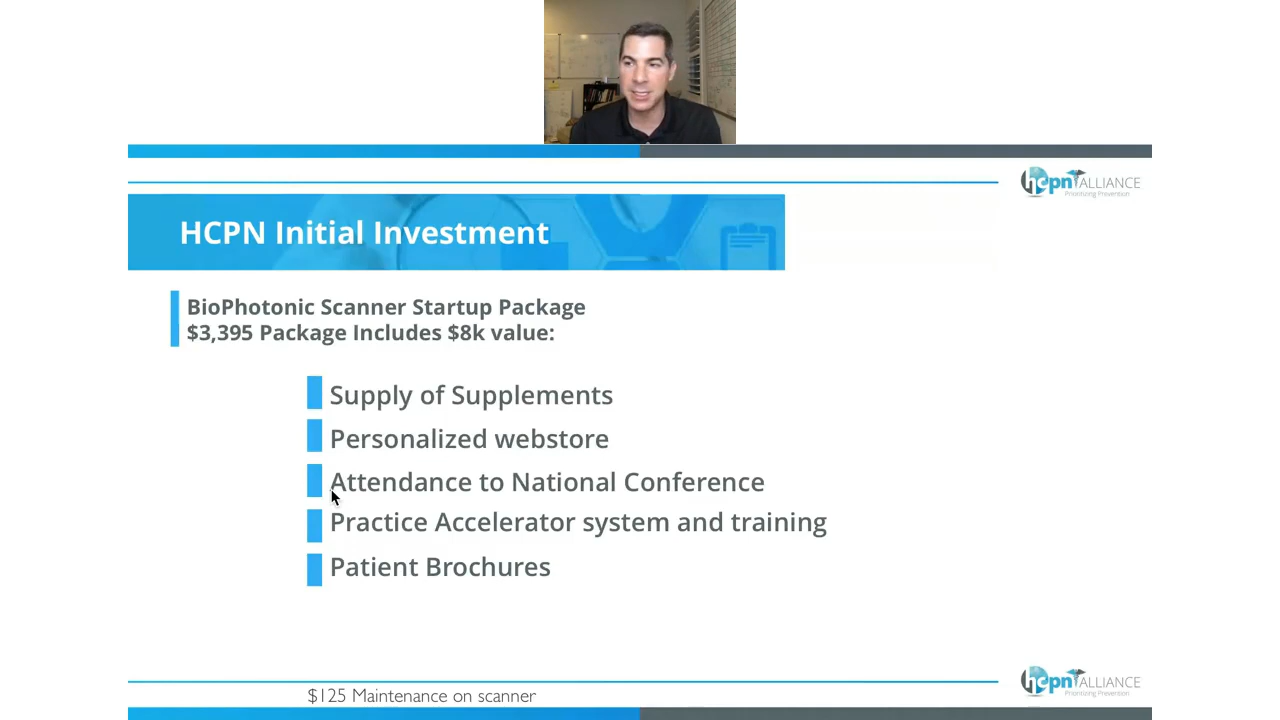 hcpn ALLIANCE
Prioritizing Prevention
HCPN Initial Investment
BioPhotonic Scanner Startup Package
$3,395 Package Includes $8k value:
Supply of Supplements
Personalized webstore
Attendance to National Conference
Practice Accelerator system and training
Patient Brochures
hcpn ALLIANCE
Prioritizing Prevention
$125 Maintenance on scanner